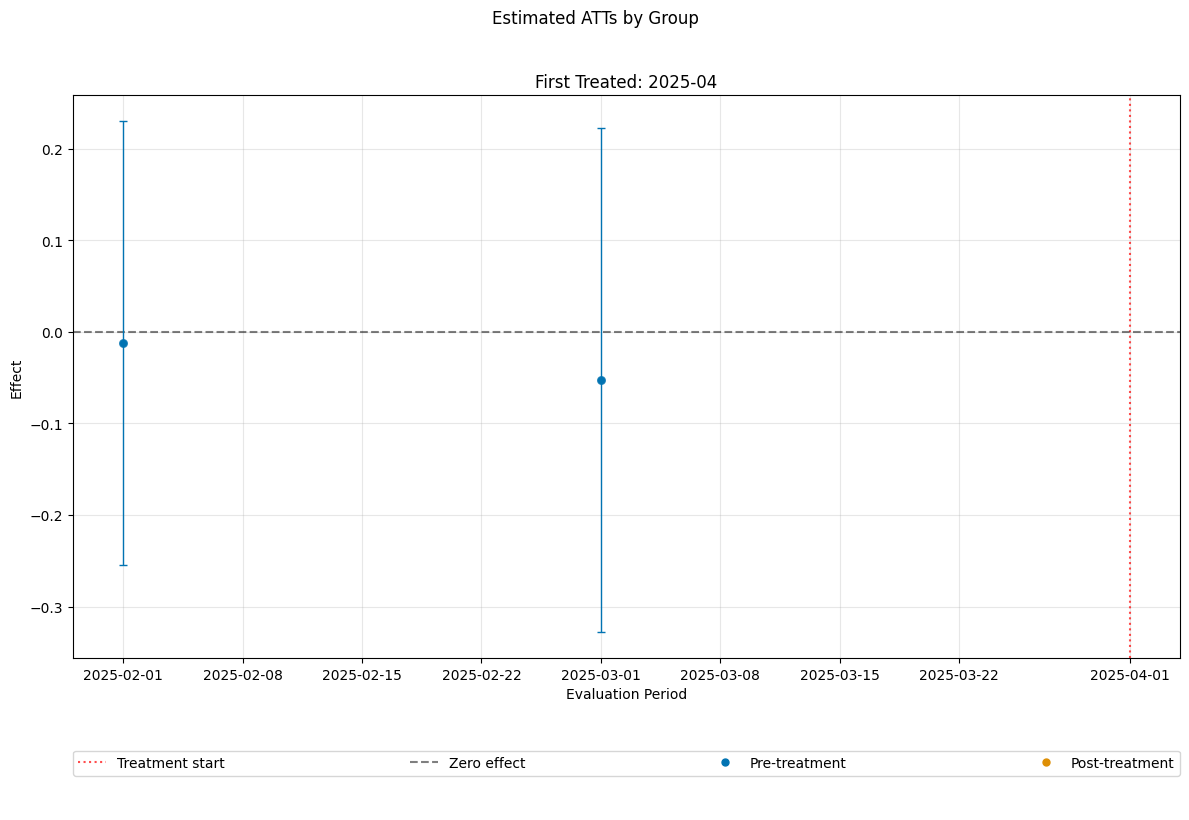 Estimated ATTs by Group
First Treated: 2025-04
Effect
0.2
0.1
0.0
−0.1
−0.2
−0.3
2025-02-01 2025-02-08 2025-02-15 2025-02-22 2025-03-01 2025-03-08 2025-03-15 2025-03-22 2025-04-01
Evaluation Period
Treatment start Zero effect Pre-treatment Post-treatment